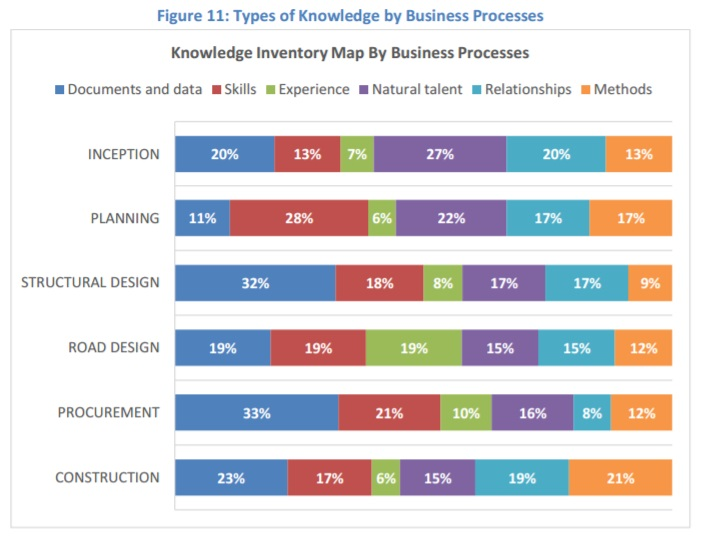 Figure 11: Types of Knowledge by Business Processes
Knowledge Inventory Map By Business Processes
Documents and data Skills Experience Natural talent Relationships Methods
INCEPTION 20% 13% 7% 27% 20% 13%
PLANNING 11% 28% 6% 22% 17% 17%
STRUCTURAL DESIGN 32% 18% 8% 17% 17% 9%
ROAD DESIGN 19% 19% 19% 15% 15% 12%
PROCUREMENT 33% 21% 10% 16% 8% 12%
CONSTRUCTION 23% 17% 6% 15% 19% 21%